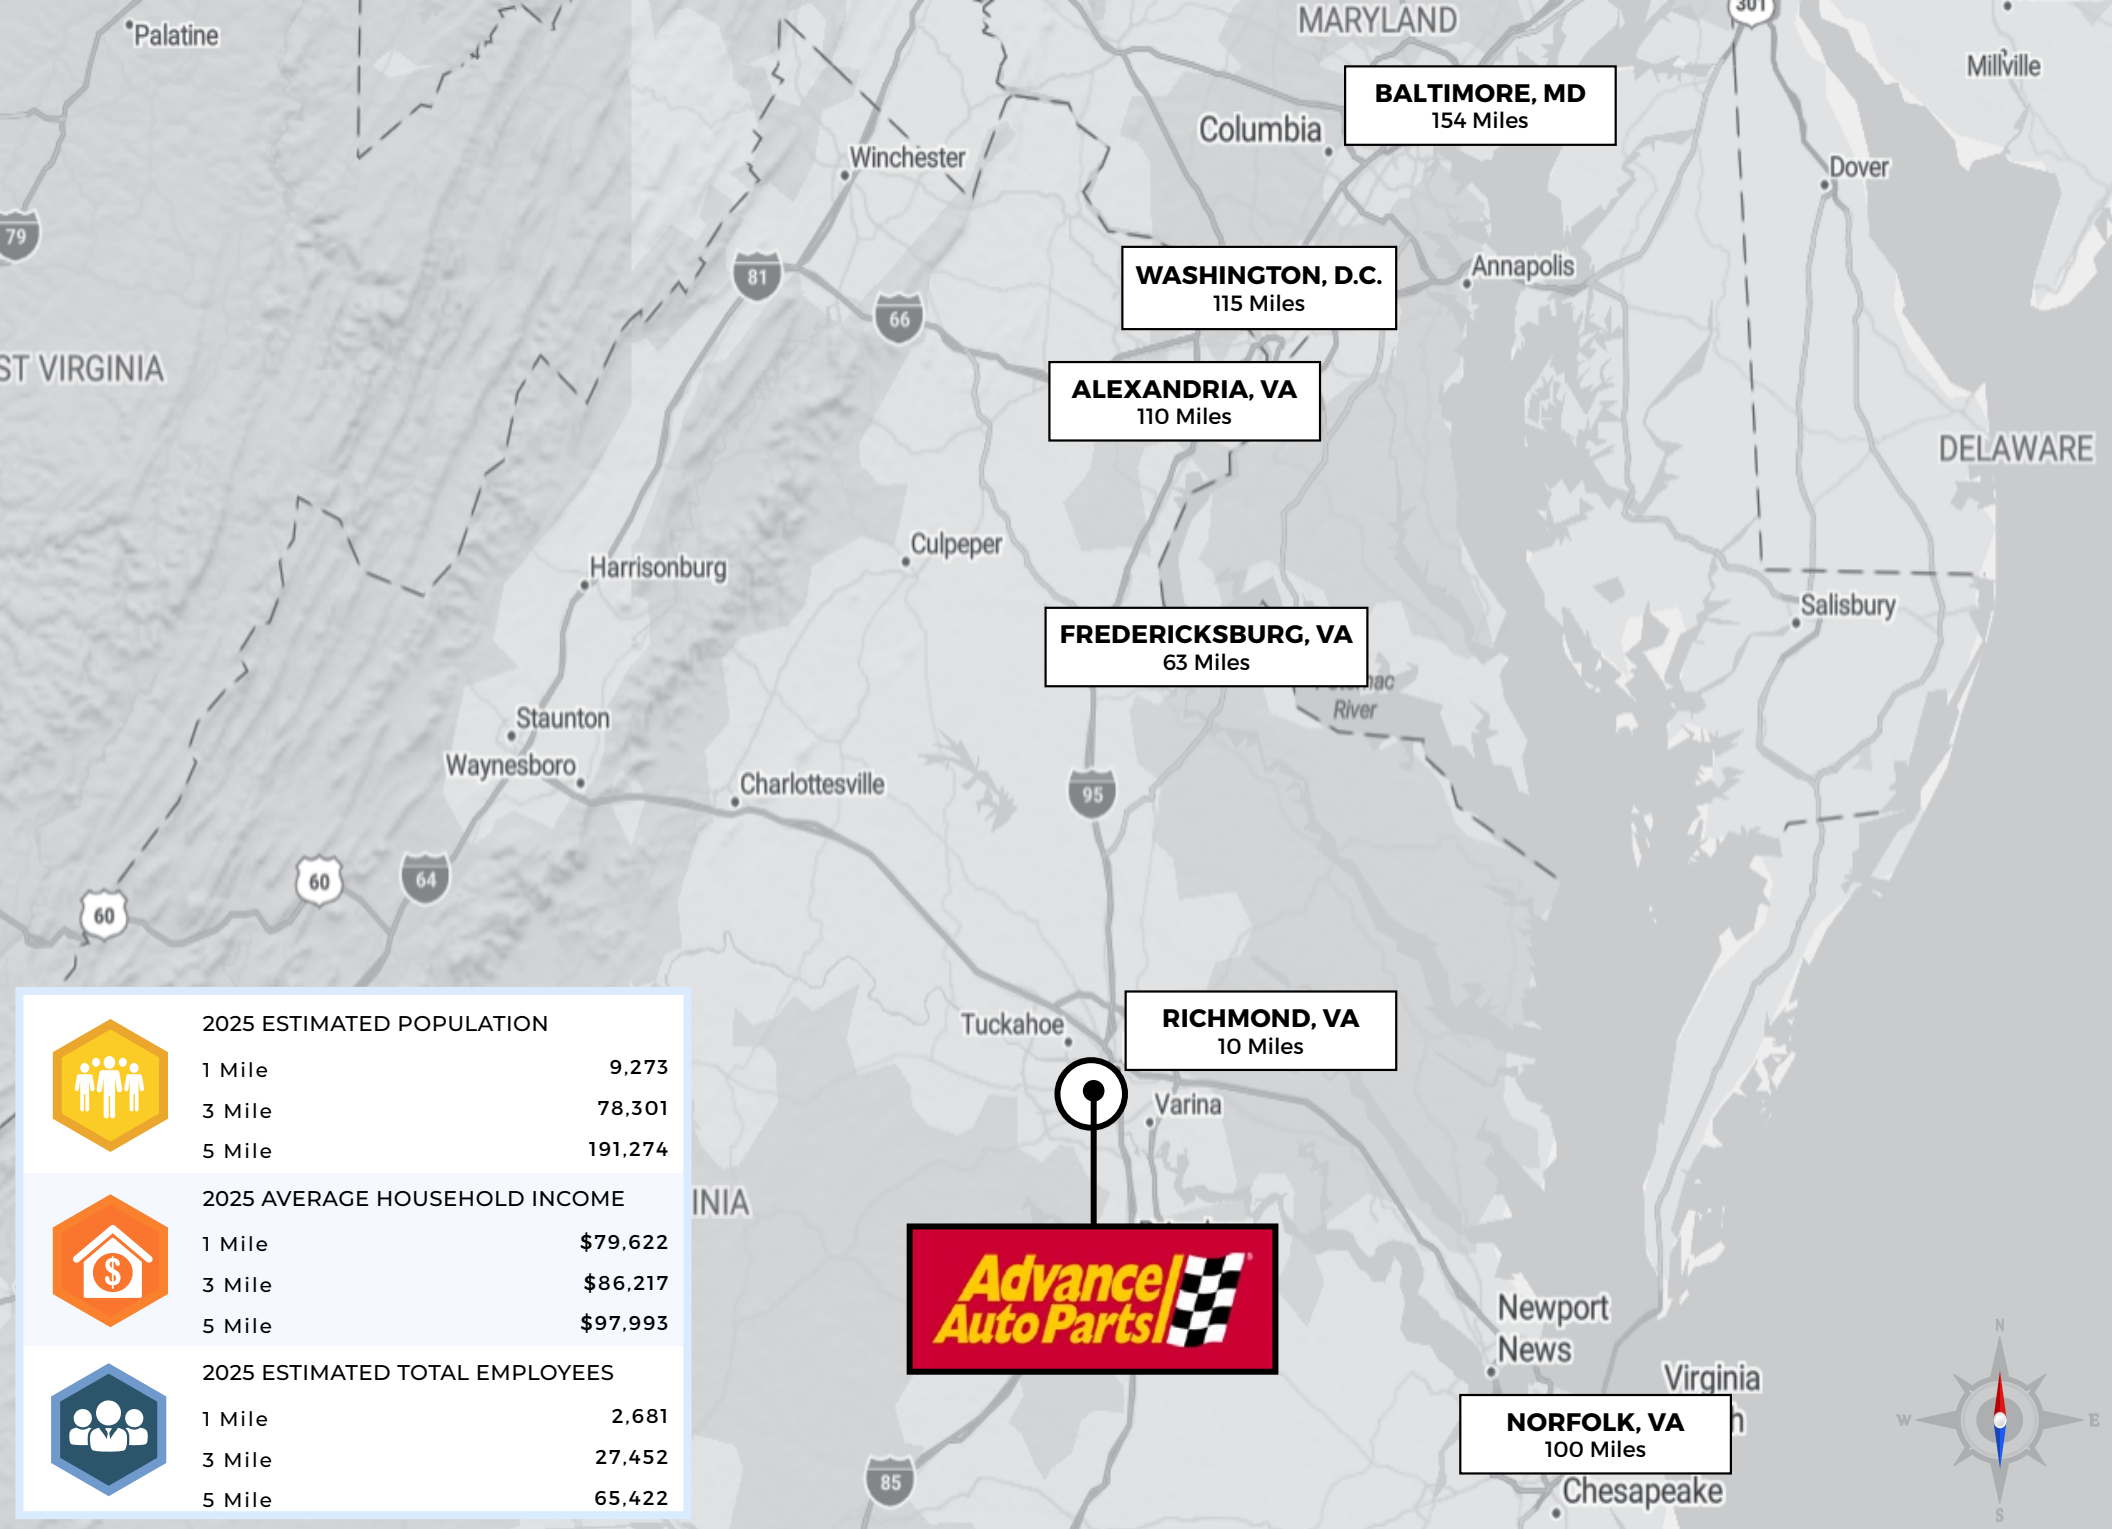 MARYLAND
301
Palatine
Millville
BALTIMORE, MD
154 Miles
Columbia
Winchester
Dover
79
WASHINGTON, D.C.
115 Miles
Annapolis
81
66
ST VIRGINIA
ALEXANDRIA, VA
110 Miles
DELAWARE
Culpeper
Harrisonburg
Salisbury
FREDERICKSBURG, VA
63 Miles
River
Staunton
Waynesboro
Charlottesville
95
60
64
60
Tuckahoe
RICHMOND, VA
10 Miles
Varina
2025 ESTIMATED POPULATION
1 Mile 9,273
3 Mile 78,301
5 Mile 191,274
2025 AVERAGE HOUSEHOLD INCOME
1 Mile $79,622
3 Mile $86,217
5 Mile $97,993
2025 ESTIMATED TOTAL EMPLOYEES
1 Mile 2,681
3 Mile 27,452
5 Mile 65,422
INIA
Advance
Auto Parts
Newport
News
Virginia
h
NORFOLK, VA
100 Miles
85
Chesapeake
N
W E
S